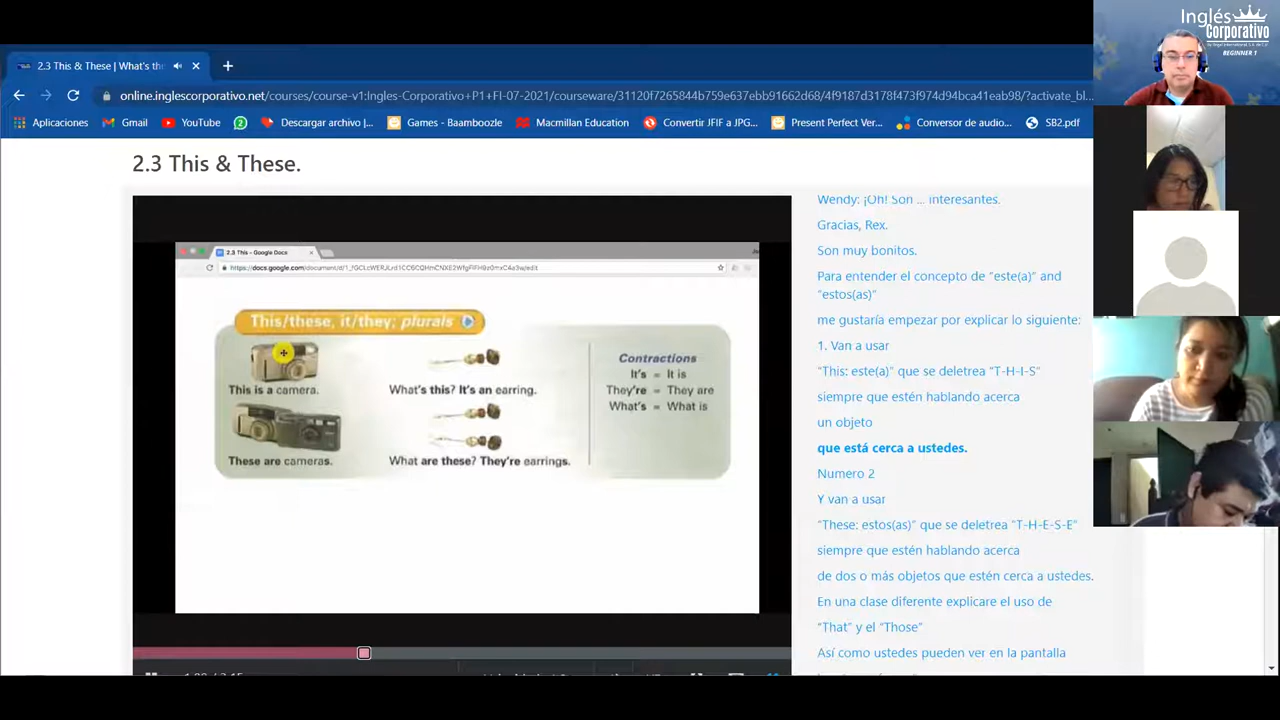 Inglés
Corporativo
BEGINNER 1
2.3 This & These | What's th
online.inglescorporativo.net/courses/course-v1:Ingles-Corporativo+P1+FI-07-2021/courseware/31120f7265844b759e637ebb91662d68/4f9187d3178f473f974d94bca41eab98/?activate_bl...
Aplicaciones Gmail YouTube Descargar archivo |... Games - Baamboozle Macmillan Education Convertir JFIF a JPG... Present Perfect Ver... Conversor de audio... SB2.pdf
2.3 This & These.
2.3 This - Google Docs
This/these, it/they; plurals
This is a camera.
These are cameras.
What's this? It's an earring.
What are these? They're earrings.
Contractions
It's = It is
They're = They are
What's = What is
Wendy: ¡Oh! Son ... interesantes.
Gracias, Rex.
Son muy bonitos.
Para entender el concepto de "este(a)" and
"estos(as)"
me gustaría empezar por explicar lo siguiente:
1. Van a usar
"This: este(a)" que se deletrea "T-H-I-S"
siempre que estén hablando acerca
un objeto
que está cerca a ustedes.
Numero 2
Y van a usar
"These: estos(as)" que se deletrea "T-H-E-S-E"
siempre que estén hablando acerca
de dos o más objetos que estén cerca a ustedes.
En una clase diferente explicare el uso de
"That" y el "Those"
Así como ustedes pueden ver en la pantalla